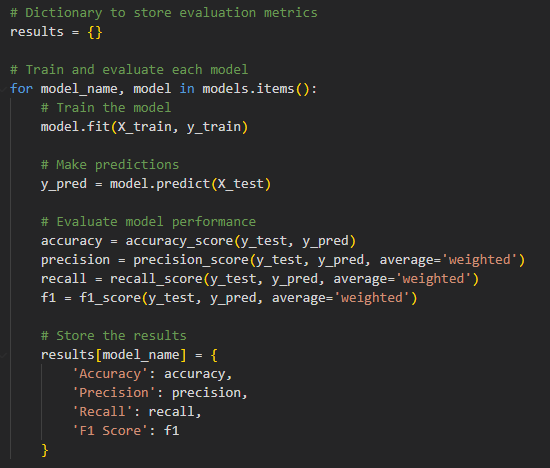 # Dictionary to store evaluation metrics
results = {}

# Train and evaluate each model
for model_name, model in models.items():
    # Train the model
    model.fit(X_train, y_train)

    # Make predictions
    y_pred = model.predict(X_test)

    # Evaluate model performance
    accuracy = accuracy_score(y_test, y_pred)
    precision = precision_score(y_test, y_pred, average='weighted')
    recall = recall_score(y_test, y_pred, average='weighted')
    f1 = f1_score(y_test, y_pred, average='weighted')

    # Store the results
    results[model_name] = {
        'Accuracy': accuracy,
        'Precision': precision,
        'Recall': recall,
        'F1 Score': f1
    }